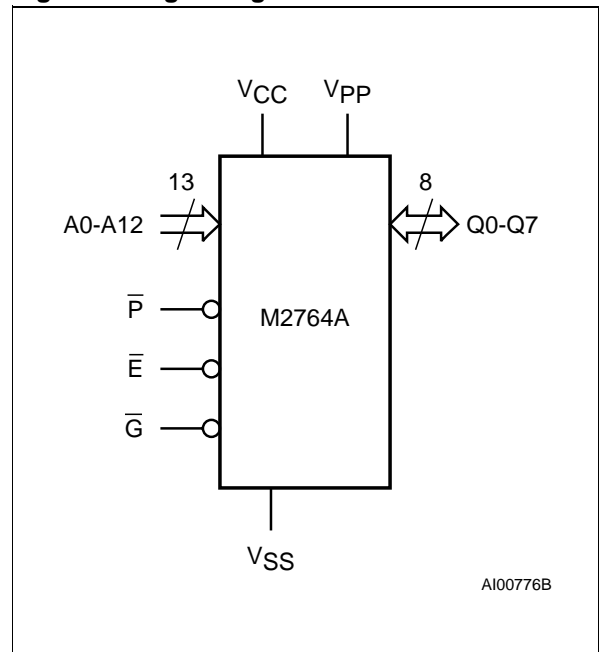 VCC VPP
13 8
A0-A12 Q0-Q7
P̅
M2764A
E̅
G̅
VSS
AI00776B